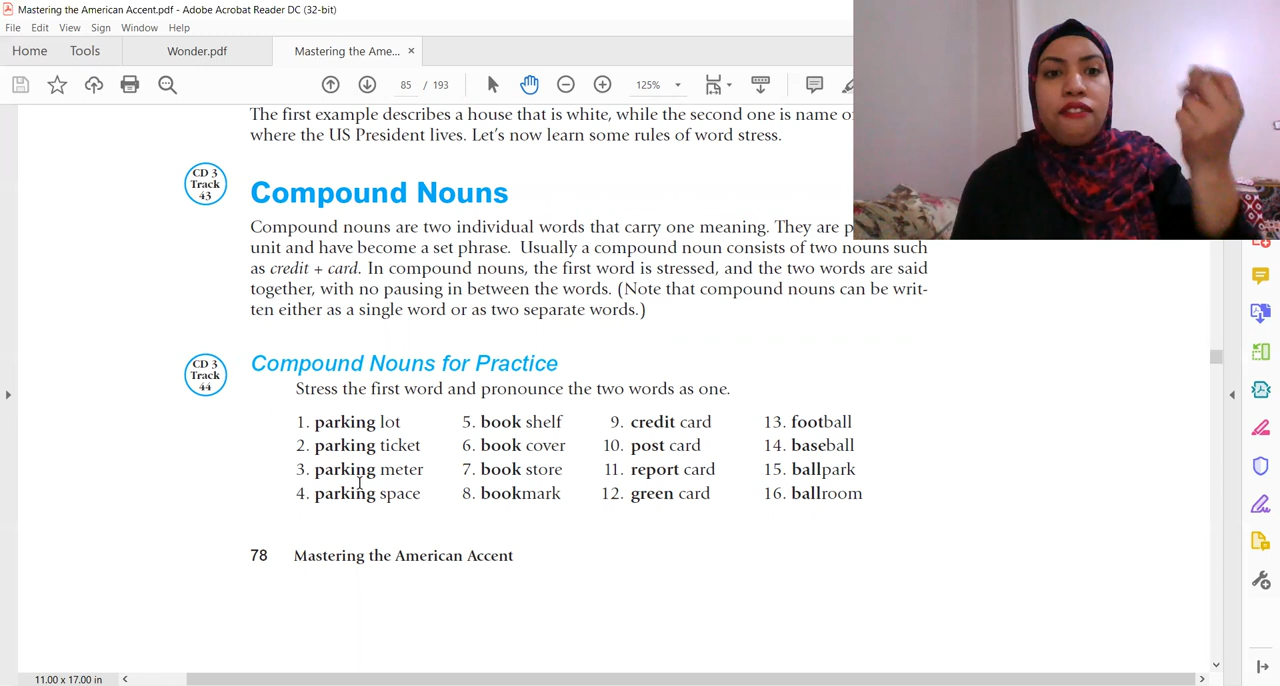 Mastering the American Accent.pdf - Adobe Acrobat Reader DC (32-bit)
File Edit View Sign Window Help
Home Tools Wonder.pdf Mastering the Ame... ×
85 / 193 125%
The first example describes a house that is white, while the second one is name
where the US President lives. Let's now learn some rules of word stress.
CD 3
Track
43
Compound Nouns
Compound nouns are two individual words that carry one meaning. They are
unit and have become a set phrase. Usually a compound noun consists of two nouns such
as credit + card. In compound nouns, the first word is stressed, and the two words are said
together, with no pausing in between the words. (Note that compound nouns can be writ-
ten either as a single word or as two separate words.)
CD 3
Track
44
Compound Nouns for Practice
Stress the first word and pronounce the two words as one.
1. parking lot 5. book shelf 9. credit card 13. football
2. parking ticket 6. book cover 10. post card 14. baseball
3. parking meter 7. book store 11. report card 15. ballpark
4. parking space 8. bookmark 12. green card 16. ballroom
78 Mastering the American Accent
11.00 x 17.00 in